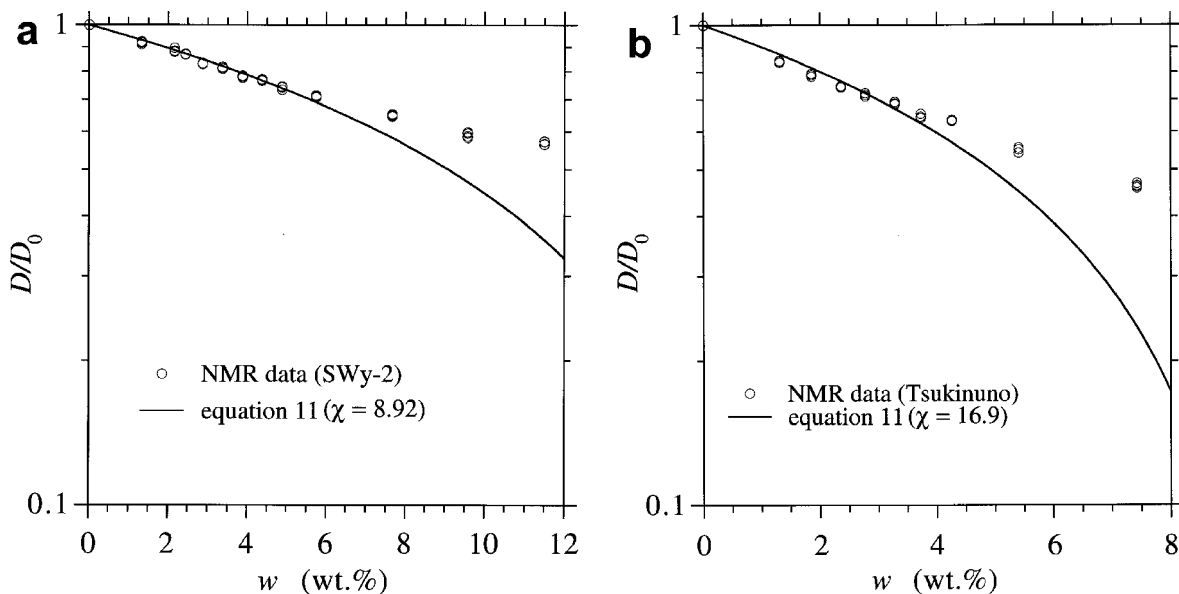 a
1
D/D0
0.1
NMR data (SWy-2)
equation 11 (χ = 8.92)
0 2 4 6 8 10 12
w (wt.%)
b
1
D/D0
0.1
NMR data (Tsukinuno)
equation 11 (χ = 16.9)
0 2 4 6 8
w (wt.%)